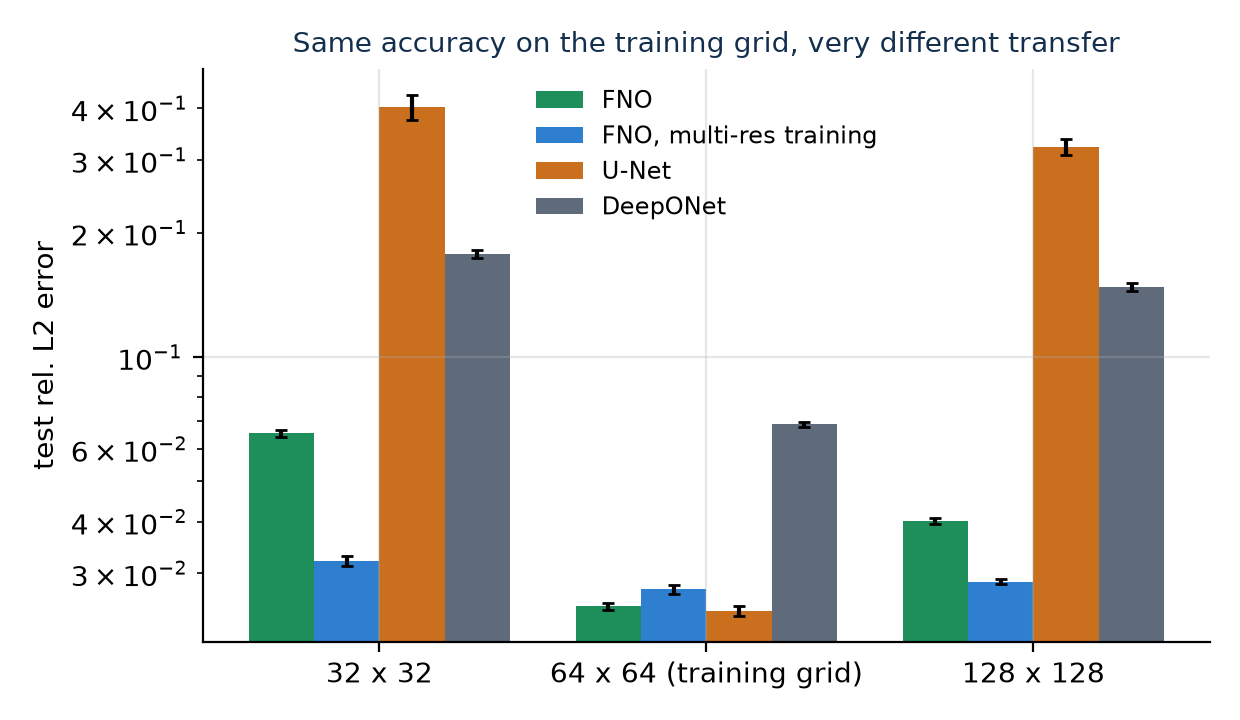 Same accuracy on the training grid, very different transfer
FNO
FNO, multi-res training
U-Net
DeepONet
test rel. L2 error
4 × 10⁻¹
3 × 10⁻¹
2 × 10⁻¹
10⁻¹
6 × 10⁻²
4 × 10⁻²
3 × 10⁻²
32 x 32
64 x 64 (training grid)
128 x 128